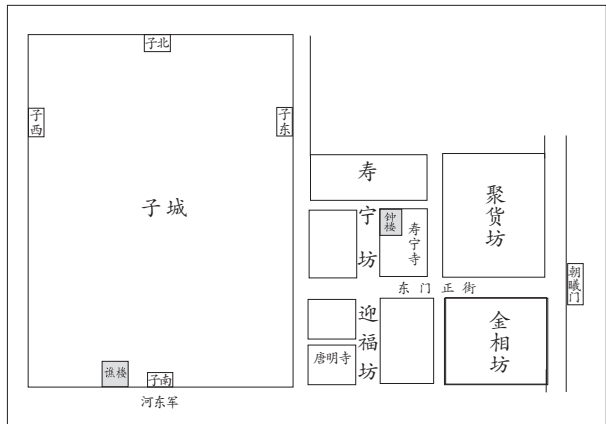 子北
子西
子东
子城
谯楼
子南
河东军
寿宁坊
钟楼
寿宁寺
聚货坊
东门正街
朝曦门
迎福坊
唐明寺
金相坊